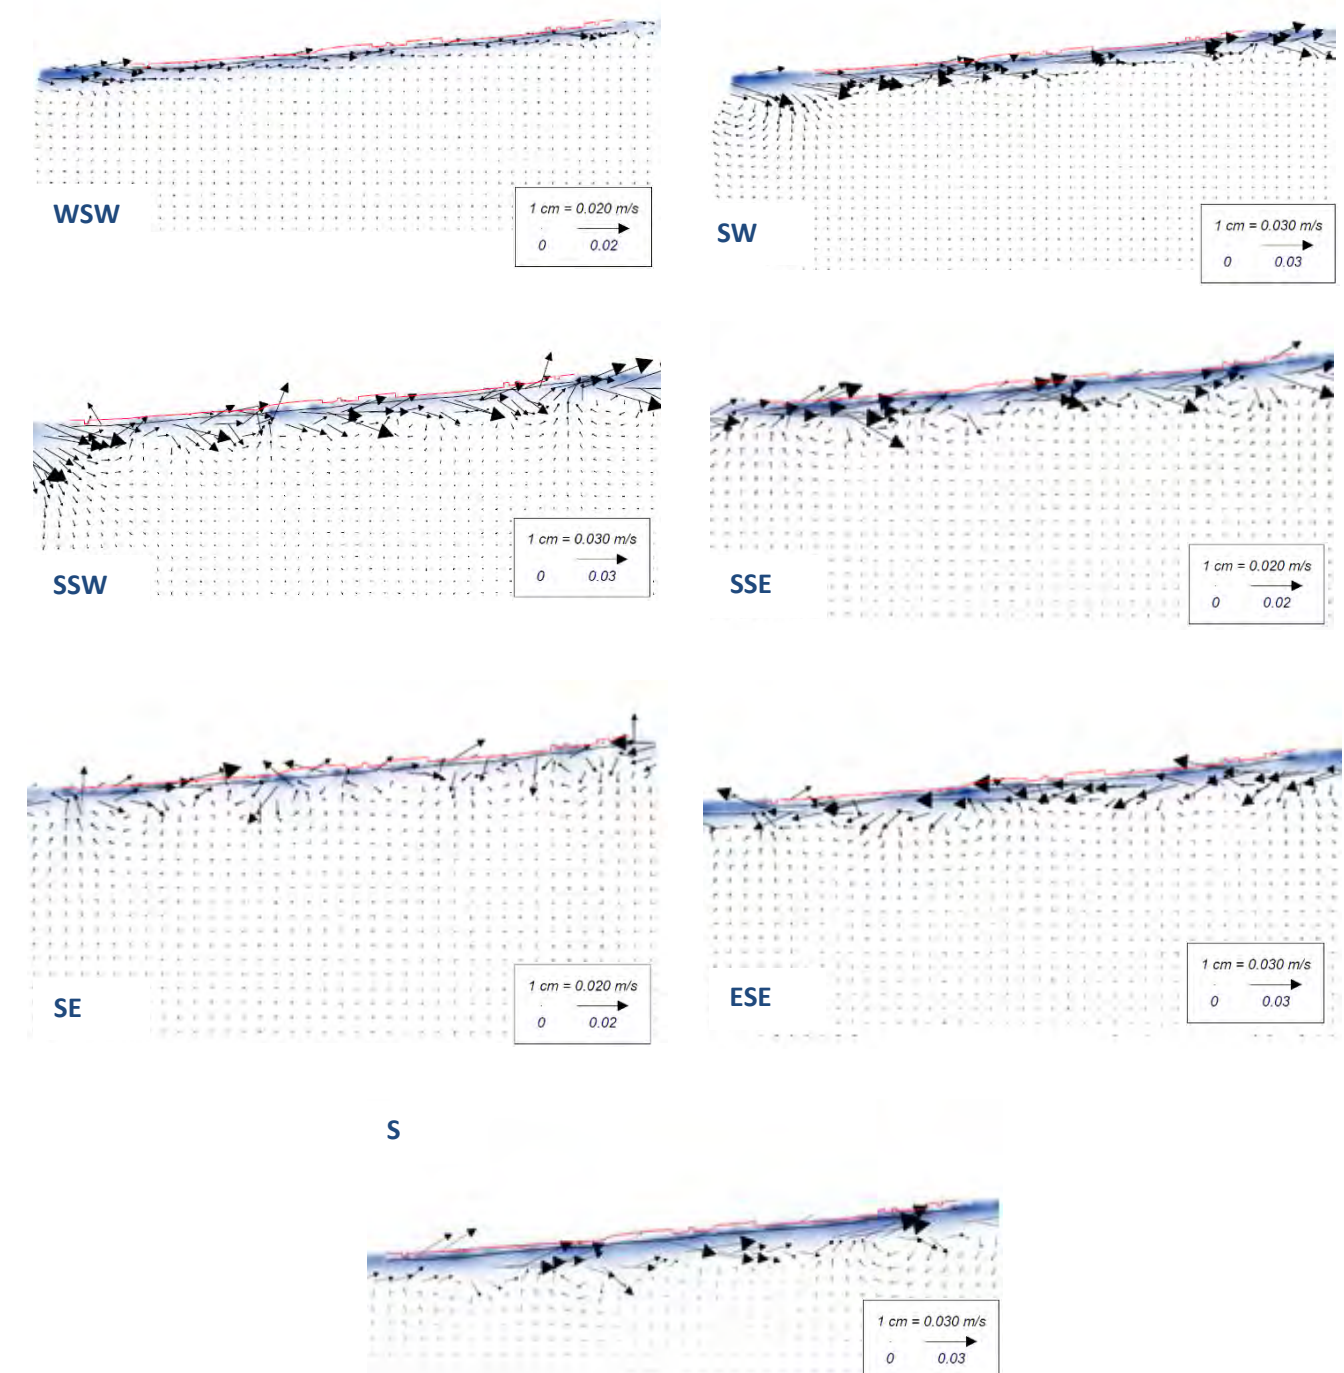 WSW
1 cm = 0.020 m/s
0 0.02
SW
1 cm = 0.030 m/s
0 0.03
SSW
1 cm = 0.030 m/s
0 0.03
SSE
1 cm = 0.020 m/s
0 0.02
SE
1 cm = 0.020 m/s
0 0.02
ESE
1 cm = 0.030 m/s
0 0.03
S
1 cm = 0.030 m/s
0 0.03